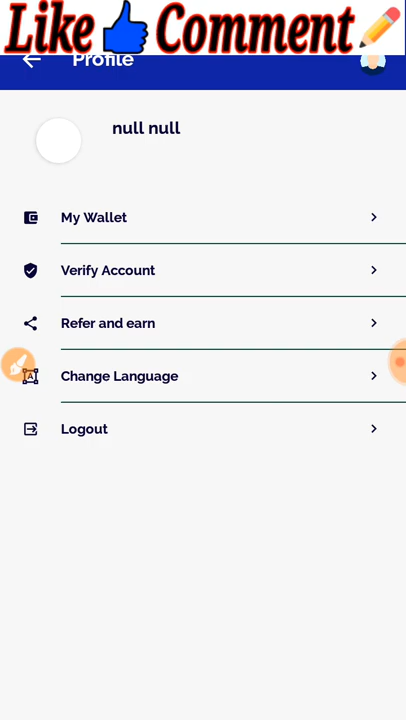 Like Comment
Profile
null null
My Wallet
Verify Account
Refer and earn
Change Language
Logout